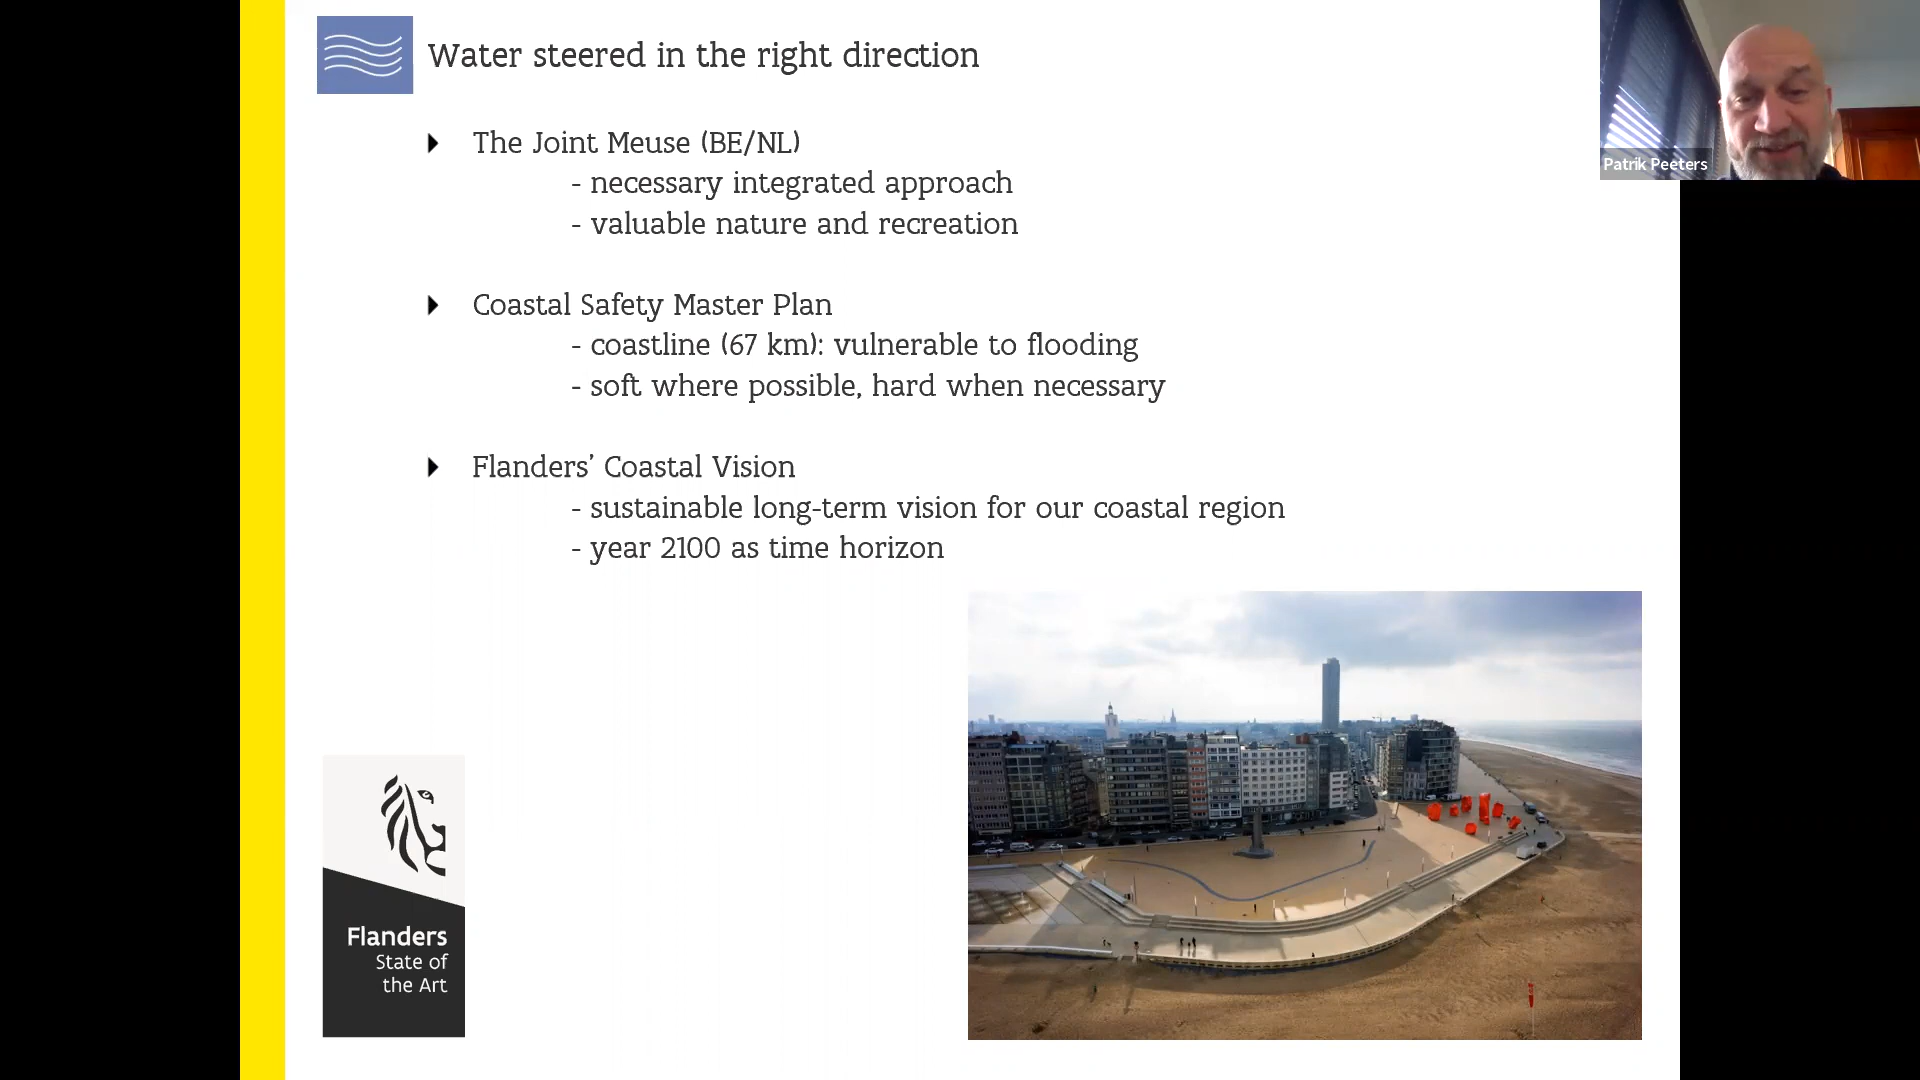 Water steered in the right direction
The Joint Meuse (BE/NL)
- necessary integrated approach
- valuable nature and recreation
Coastal Safety Master Plan
- coastline (67 km): vulnerable to flooding
- soft where possible, hard when necessary
Flanders’ Coastal Vision
- sustainable long-term vision for our coastal region
- year 2100 as time horizon
Flanders
State of
the Art
Patrik Peeters